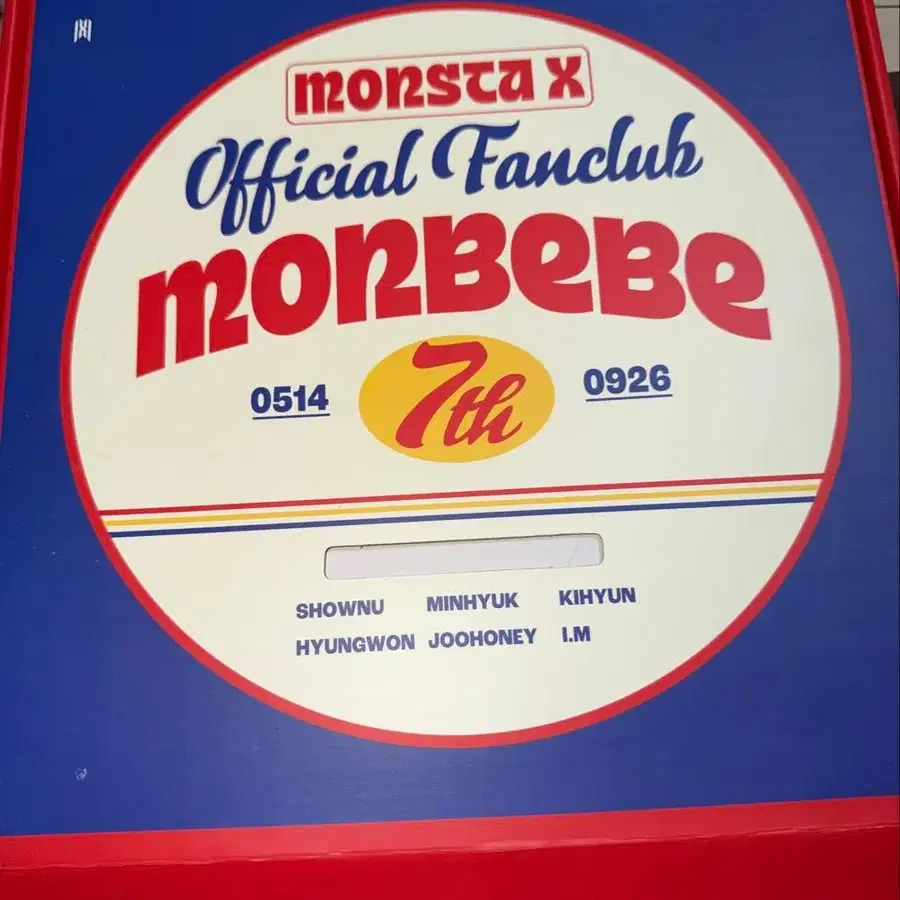 MONSTA X
Official Fanclub
MONBEBE
0514 7th 0926
SHOWNU MINHYUK KIHYUN
HYUNGWON JOOHONEY I.M